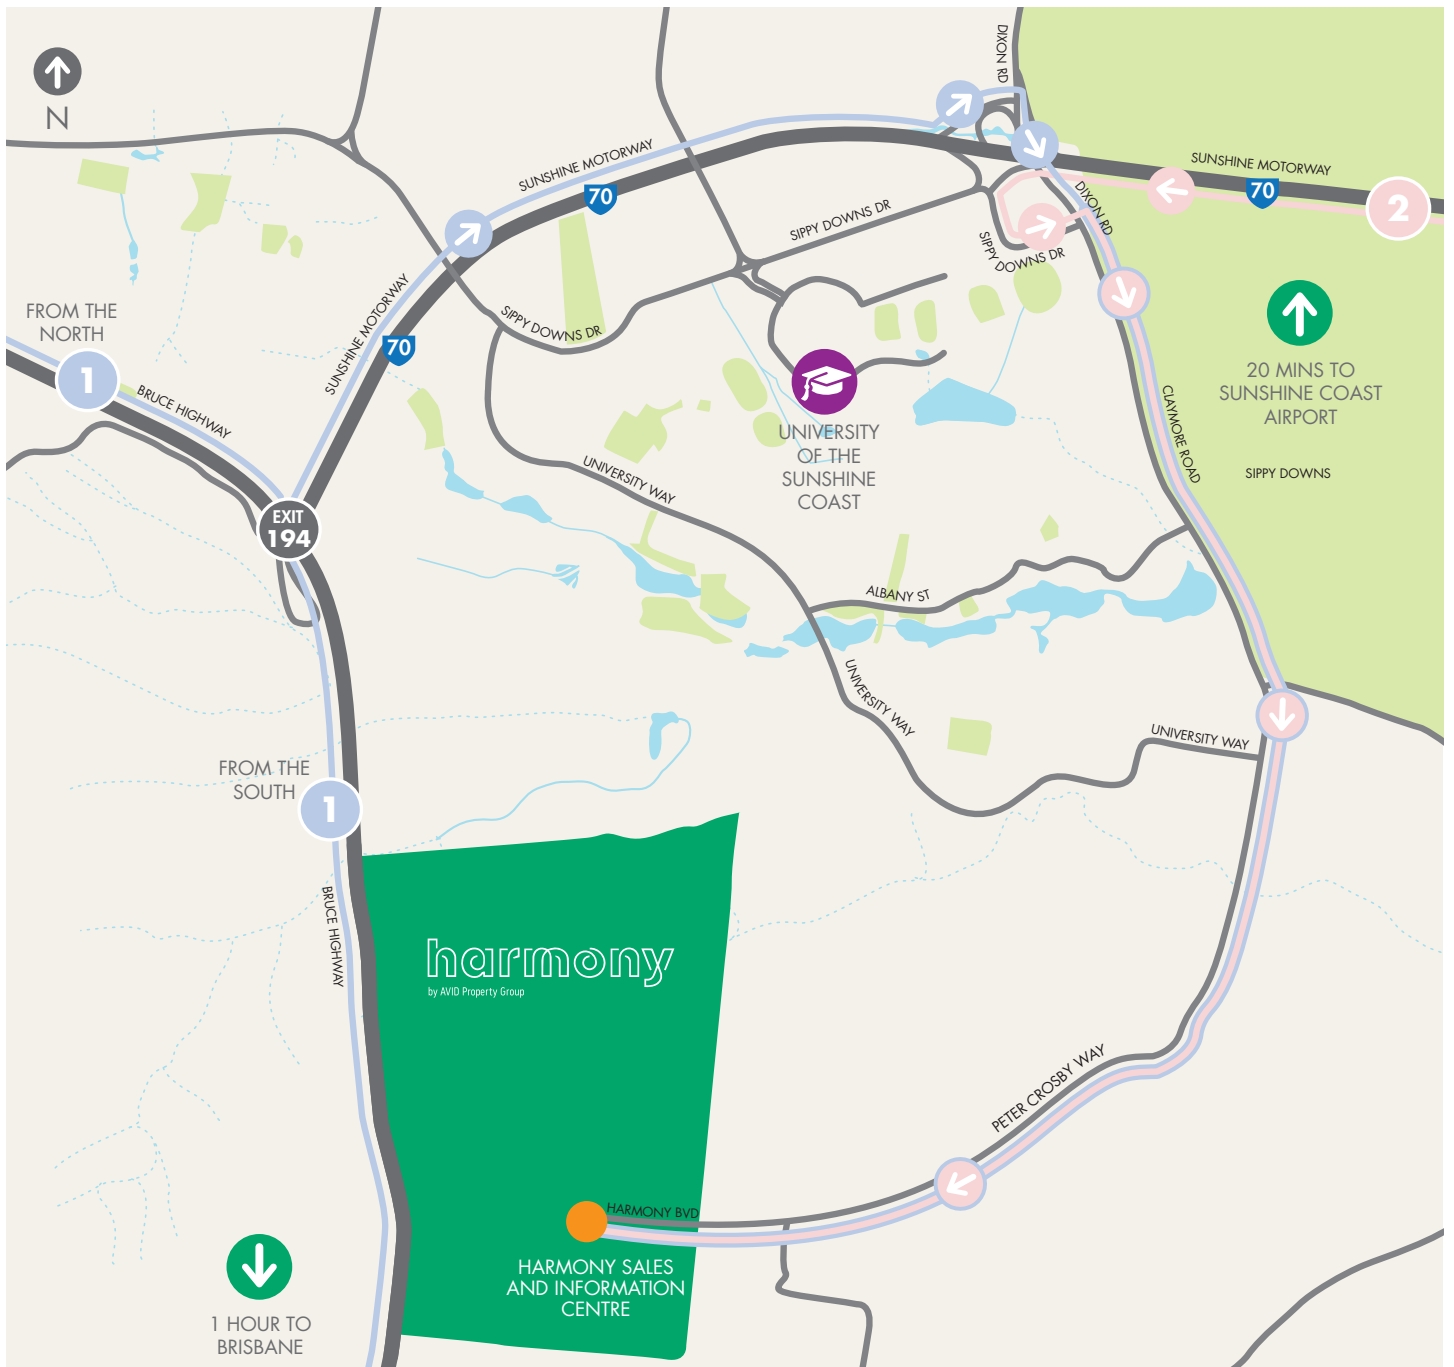 N
DIXON RD
SUNSHINE MOTORWAY
SUNSHINE MOTORWAY
70
70
2
SIPPY DOWNS DR
DIXON RD
SIPPY DOWNS DR
FROM THE
NORTH
1
BRUCE HIGHWAY
SUNSHINE MOTORWAY
70
SIPPY DOWNS DR
20 MINS TO
SUNSHINE COAST
AIRPORT
CLAYMORE ROAD
SIPPY DOWNS
UNIVERSITY
OF THE
SUNSHINE
COAST
UNIVERSITY WAY
EXIT
194
ALBANY ST
UNIVERSITY WAY
UNIVERSITY WAY
FROM THE
SOUTH
1
BRUCE HIGHWAY
harmony
by AVID Property Group
PETER CROSBY WAY
HARMONY BVD
HARMONY SALES
AND INFORMATION
CENTRE
1 HOUR TO
BRISBANE